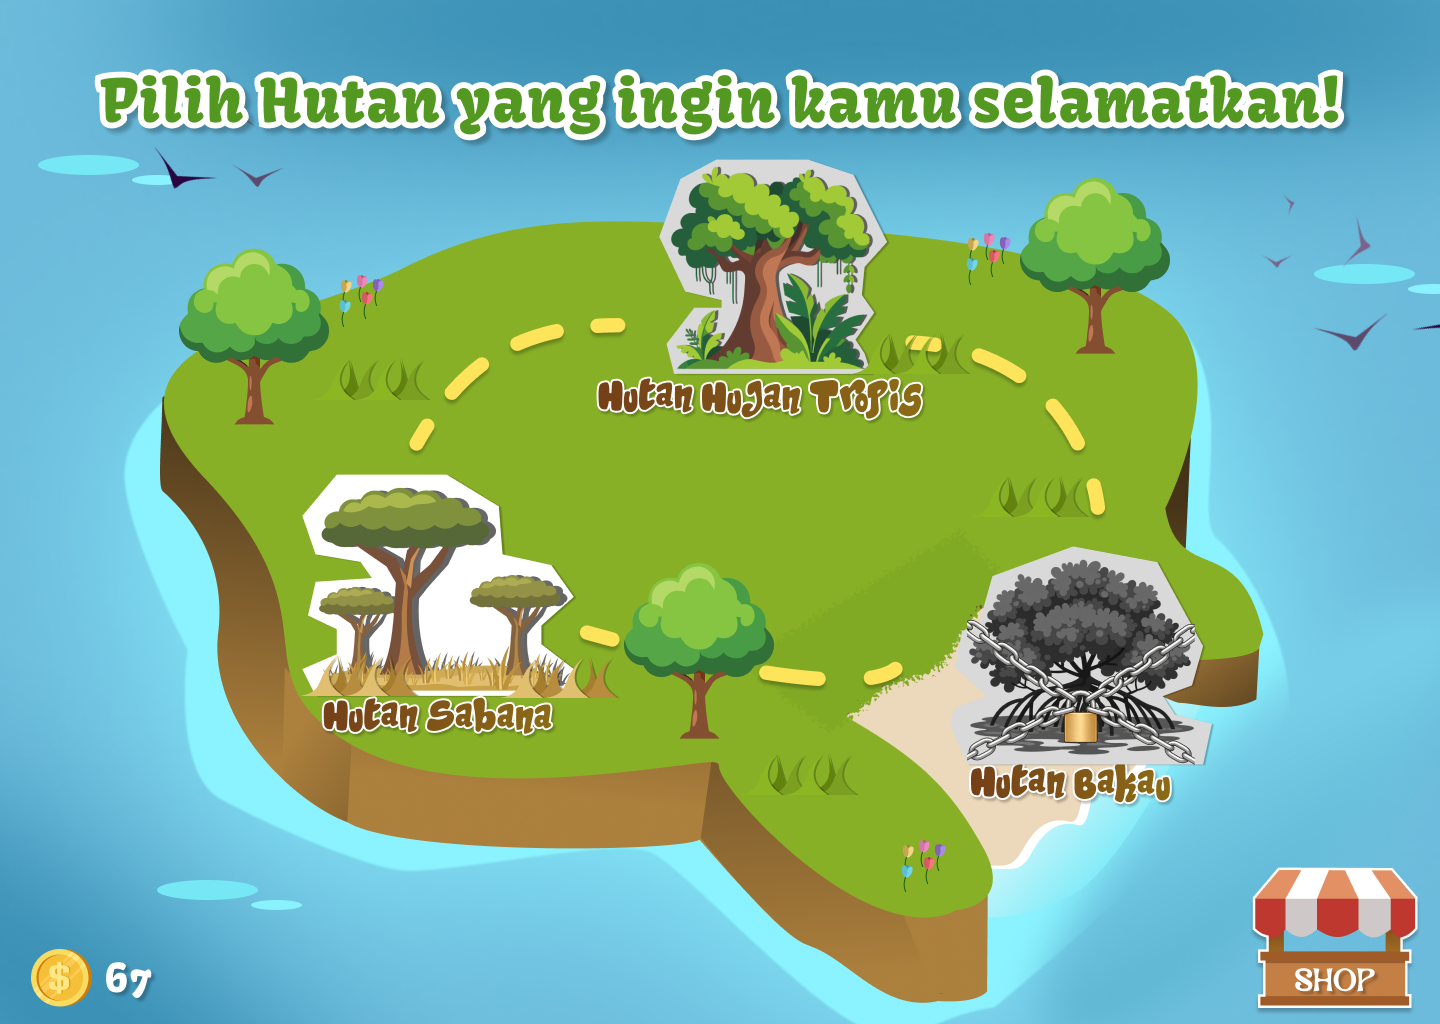 Pilih Hutan yang ingin kamu selamatkan!
Hutan Hujan Tropis
Hutan Sabana
Hutan Bakau
$ 67
SHOP